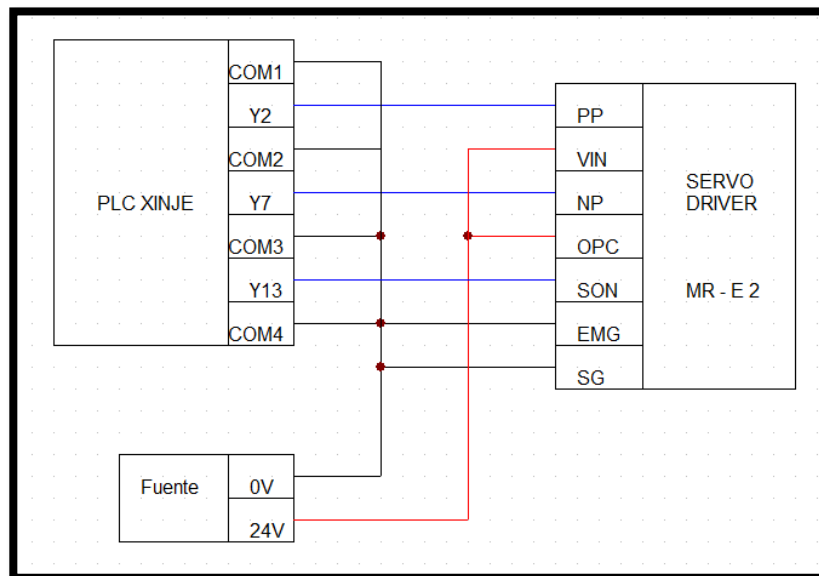 COM1
Y2
COM2
PLC XINJE
Y7
COM3
Y13
COM4
PP
VIN
NP
OPC
SON
EMG
SG
SERVO
DRIVER
MR - E 2
Fuente
0V
24V